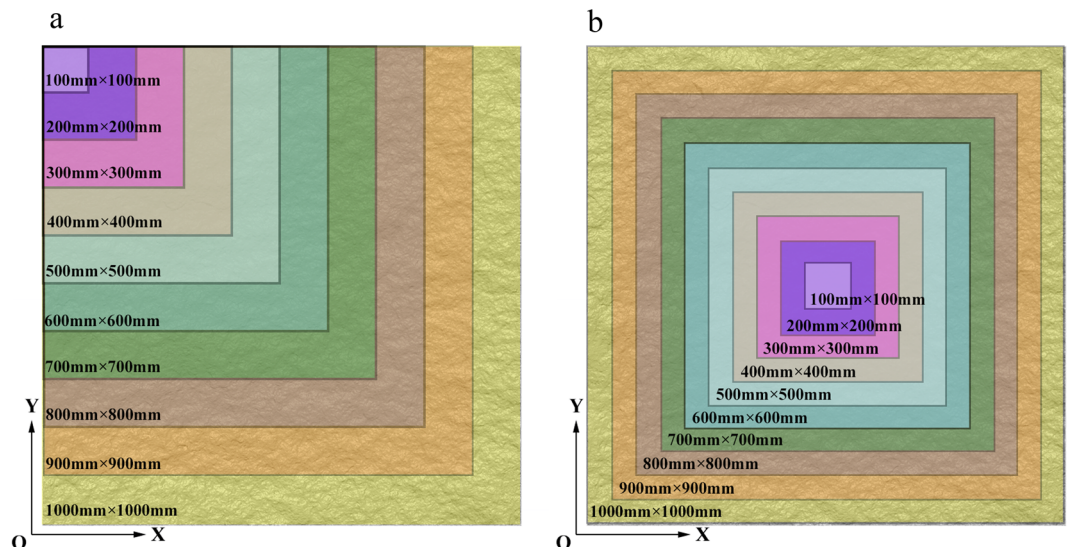 a
100mm×100mm
200mm×200mm
300mm×300mm
400mm×400mm
500mm×500mm
600mm×600mm
700mm×700mm
800mm×800mm
900mm×900mm
1000mm×1000mm
Y
O
X
b
100mm×100mm
200mm×200mm
300mm×300mm
400mm×400mm
500mm×500mm
600mm×600mm
700mm×700mm
800mm×800mm
900mm×900mm
1000mm×1000mm
Y
O
X